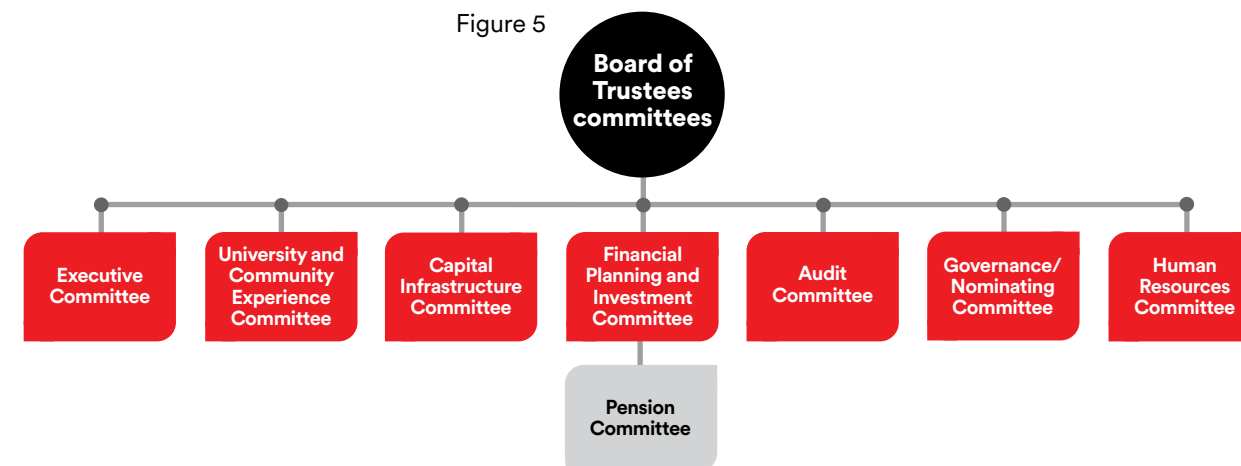 Figure 5
Board of
Trustees
committees
Executive
Committee
University and
Community
Experience
Committee
Capital
Infrastructure
Committee
Financial
Planning and
Investment
Committee
Audit
Committee
Governance/
Nominating
Committee
Human
Resources
Committee
Pension
Committee